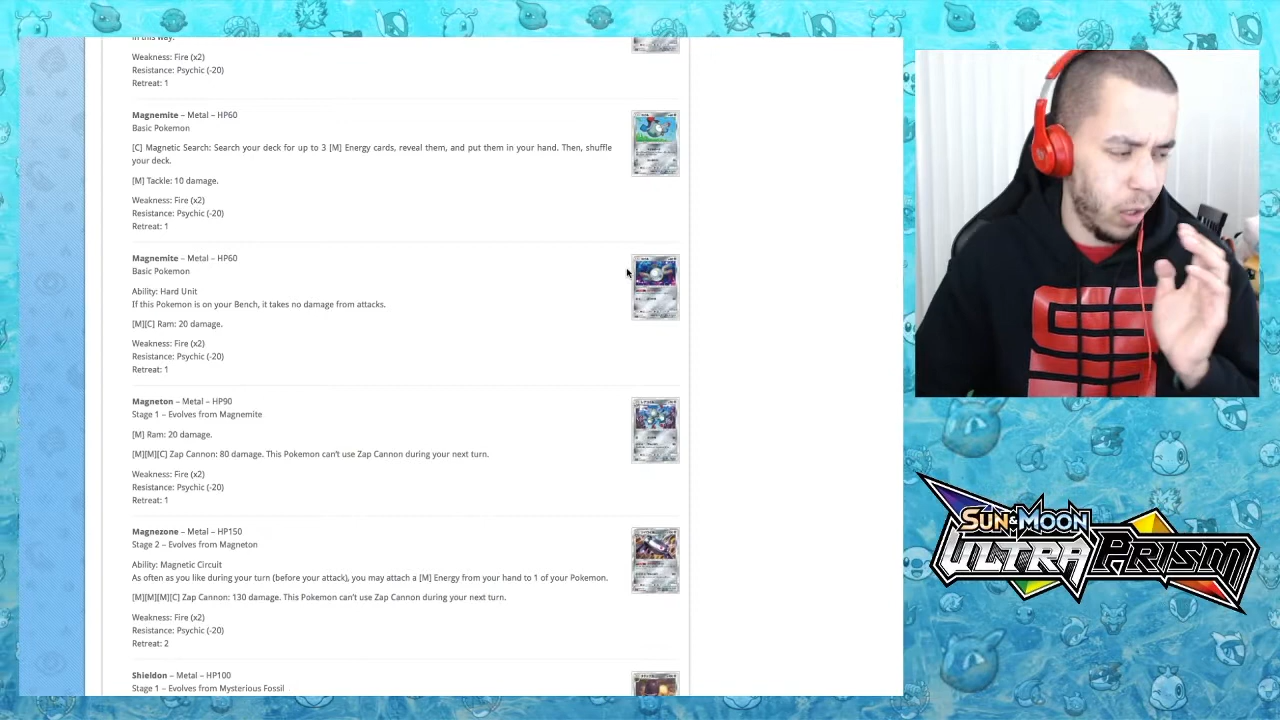 in this way.
Weakness: Fire (x2)
Resistance: Psychic (-20)
Retreat: 1
Magnemite – Metal – HP60
Basic Pokemon
[C] Magnetic Search: Search your deck for up to 3 [M] Energy cards, reveal them, and put them in your hand. Then, shuffle
your deck.
[M] Tackle: 10 damage.
Weakness: Fire (x2)
Resistance: Psychic (-20)
Retreat: 1
Magnemite – Metal – HP60
Basic Pokemon
Ability: Hard Unit
If this Pokemon is on your Bench, it takes no damage from attacks.
[M][C] Ram: 20 damage.
Weakness: Fire (x2)
Resistance: Psychic (-20)
Retreat: 1
Magneton – Metal – HP90
Stage 1 – Evolves from Magnemite
[M] Ram: 20 damage.
[M][M][C] Zap Cannon: 80 damage. This Pokemon can't use Zap Cannon during your next turn.
Weakness: Fire (x2)
Resistance: Psychic (-20)
Retreat: 1
Magnezone – Metal – HP150
Stage 2 – Evolves from Magneton
Ability: Magnetic Circuit
As often as you like during your turn (before your attack), you may attach a [M] Energy from your hand to 1 of your Pokemon.
[M][M][M][C] Zap Cannon: 130 damage. This Pokemon can't use Zap Cannon during your next turn.
Weakness: Fire (x2)
Resistance: Psychic (-20)
Retreat: 2
Shieldon – Metal – HP100
Stage 1 – Evolves from Mysterious Fossil
SUN & MOON
ULTRA PRISM